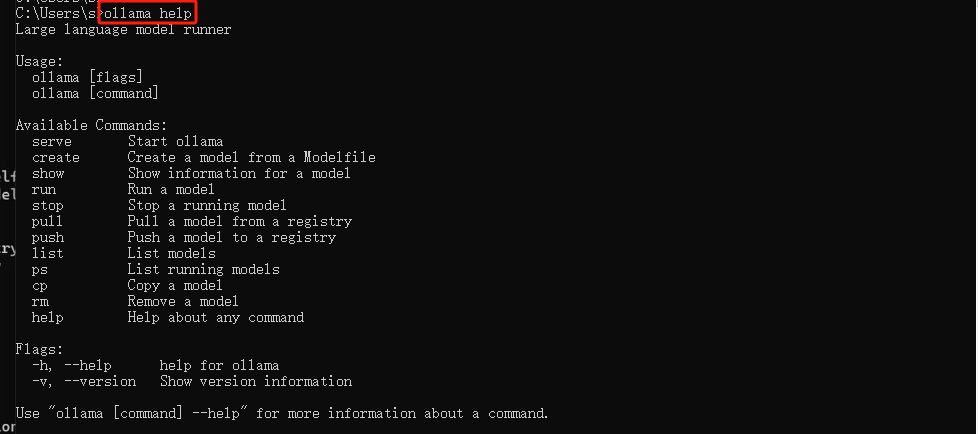 C:\Users\s>ollama help
Large language model runner
Usage:
ollama [flags]
ollama [command]
Available Commands:
serve Start ollama
create Create a model from a Modelfile
show Show information for a model
run Run a model
stop Stop a running model
pull Pull a model from a registry
push Push a model to a registry
list List models
ps List running models
cp Copy a model
rm Remove a model
help Help about any command
Flags:
-h, --help help for ollama
-v, --version Show version information
Use "ollama [command] --help" for more information about a command.